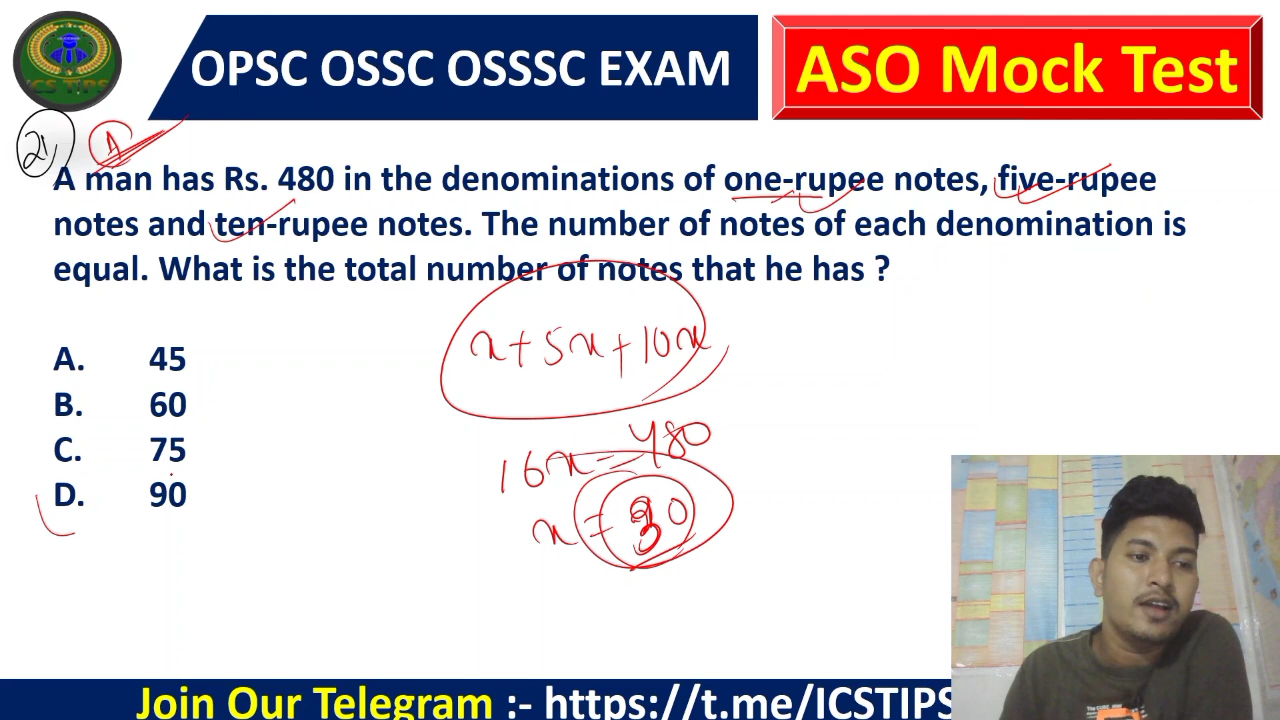 ICS TIPS
OPSC OSSC OSSSC EXAM
ASO Mock Test
21,
A
A man has Rs. 480 in the denominations of one-rupee notes, five-rupee
notes and ten-rupee notes. The number of notes of each denomination is
equal. What is the total number of notes that he has ?
A. 45
B. 60
C. 75
D. 90
x+5x+10x
16x=480
x=30
Join Our Telegram :- https://t.me/ICSTIPS